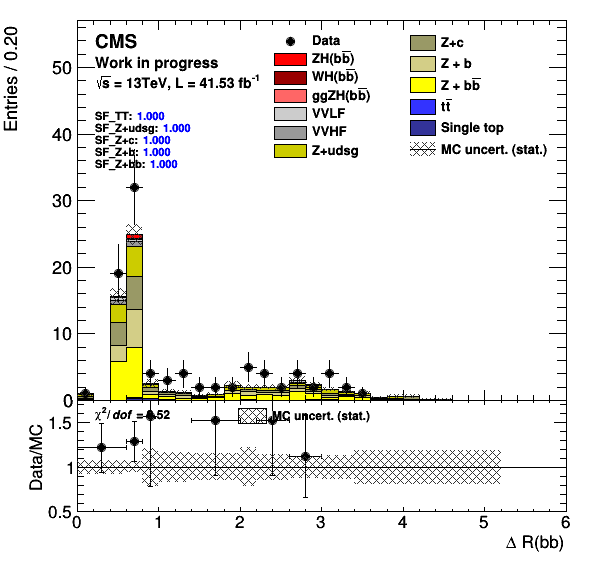 CMS
Work in progress
√s = 13TeV, L = 41.53 fb⁻¹
SF_TT: 1.000
SF_Z+udsg: 1.000
SF_Z+c: 1.000
SF_Z+b: 1.000
SF_Z+bb: 1.000
Data
ZH(bb̅)
WH(bb̅)
ggZH(bb̅)
VVLF
VVHF
Z+udsg
Z+c
Z + b
Z + bb̅
tt̅
Single top
MC uncert. (stat.)
Entries / 0.20
50
40
30
20
10
0
χ²/dof = 0.52
MC uncert. (stat.)
Data/MC
1.5
1
0.5
0 1 2 3 4 5 6
Δ R(bb)